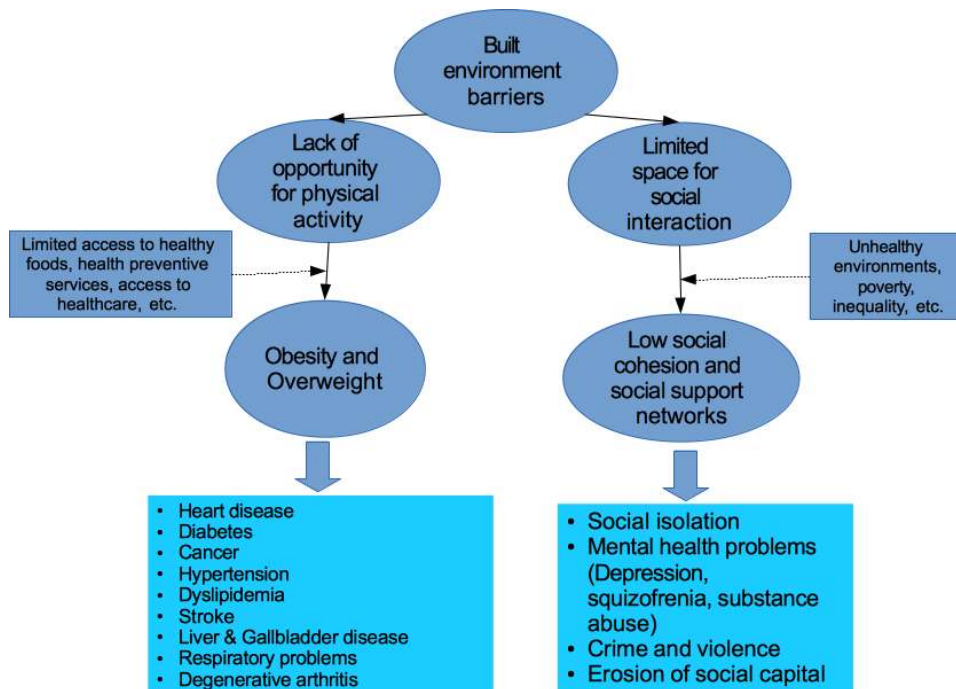 Built
environment
barriers
Lack of
opportunity
for physical
activity
Limited
space for
social
interaction
Limited access to healthy
foods, health preventive
services, access to
healthcare, etc.
Unhealthy
environments,
poverty,
inequality, etc.
Obesity and
Overweight
Low social
cohesion and
social support
networks
• Heart disease
• Diabetes
• Cancer
• Hypertension
• Dyslipidemia
• Stroke
• Liver & Gallbladder disease
• Respiratory problems
• Degenerative arthritis
• Social isolation
• Mental health problems
(Depression,
squizofrenia, substance
abuse)
• Crime and violence
• Erosion of social capital